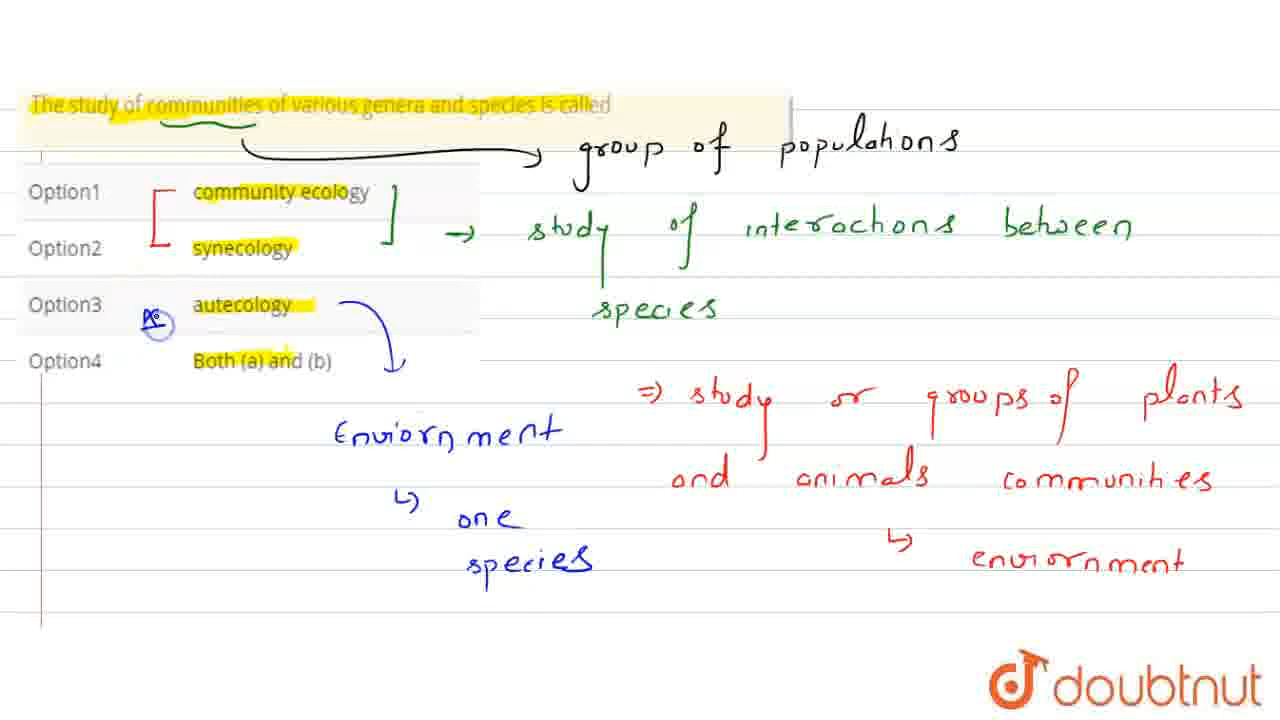 The study of communities of various genera and species is called
group of populations
Option1 community ecology
Option2 synecology
→ study of interactions between
species
Option3 autecology
Option4 Both (a) and (b)
⇒ study or groups of plants
and animals communities
↳ enviornment
Enviornment
↳ one
species
doubtnut